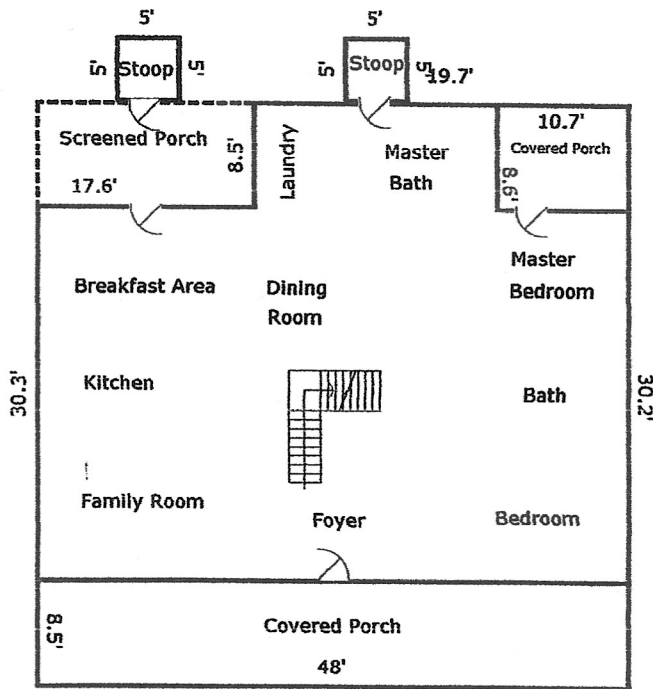 5'
5'
5' Stoop 5'
5' Stoop 5'
19.7'
Screened Porch
8.5'
17.6'
Laundry
Master
Bath
10.7'
Covered Porch
8.6'
Breakfast Area
Dining
Room
Master
Bedroom
30.3'
Kitchen
Bath
30.2'
Family Room
Foyer
Bedroom
8.5'
Covered Porch
48'